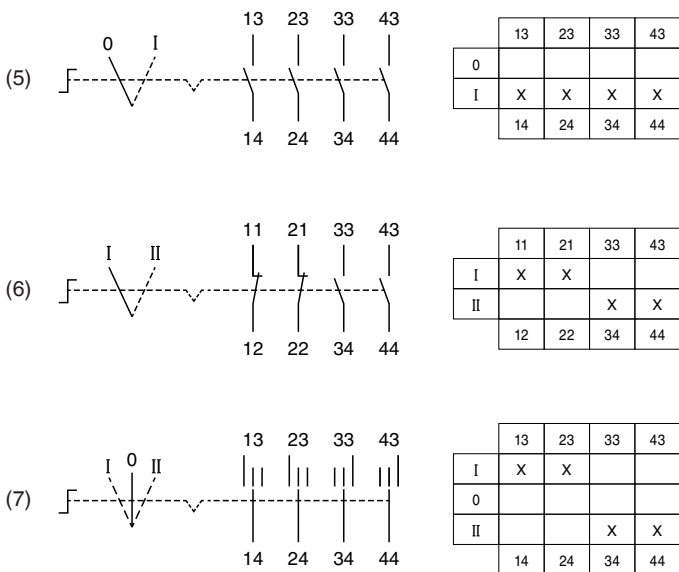 13 23 33 43
0 I
(5)
14 24 34 44
13 23 33 43
0
I X X X X
14 24 34 44
11 21 33 43
I II
(6)
12 22 34 44
11 21 33 43
I X X
II X X
12 22 34 44
13 23 33 43
I 0 II
(7)
14 24 34 44
13 23 33 43
I X X
0
II X X
14 24 34 44